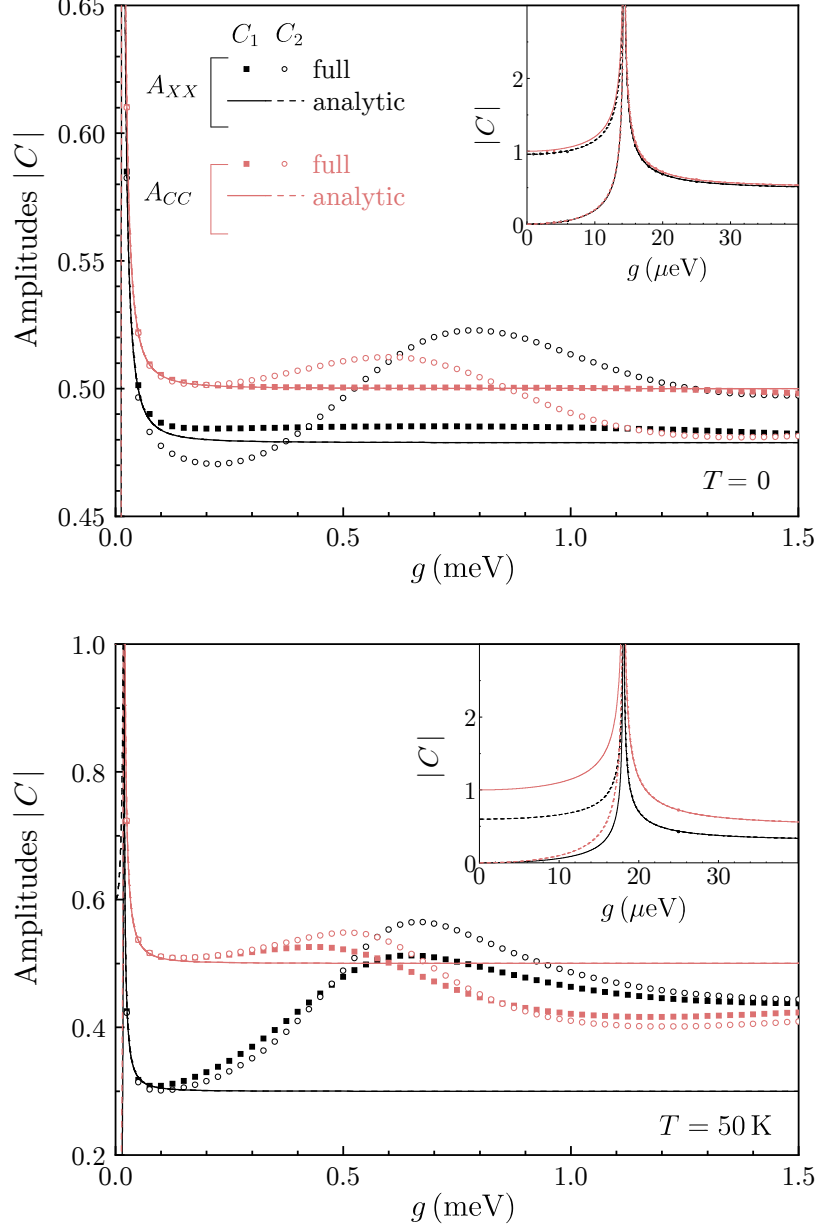 0.65
0.60
0.55
0.50
0.45
Amplitudes |C|
C₁ C₂
A_XX
full
analytic
A_CC
full
analytic
|C|
2
1
0
0 10 20 30
g (μeV)
T = 0
0.0 0.5 1.0 1.5
g (meV)
1.0
0.8
0.6
0.4
0.2
Amplitudes |C|
|C|
2
1
0
0 10 20 30
g (μeV)
T = 50 K
0.0 0.5 1.0 1.5
g (meV)